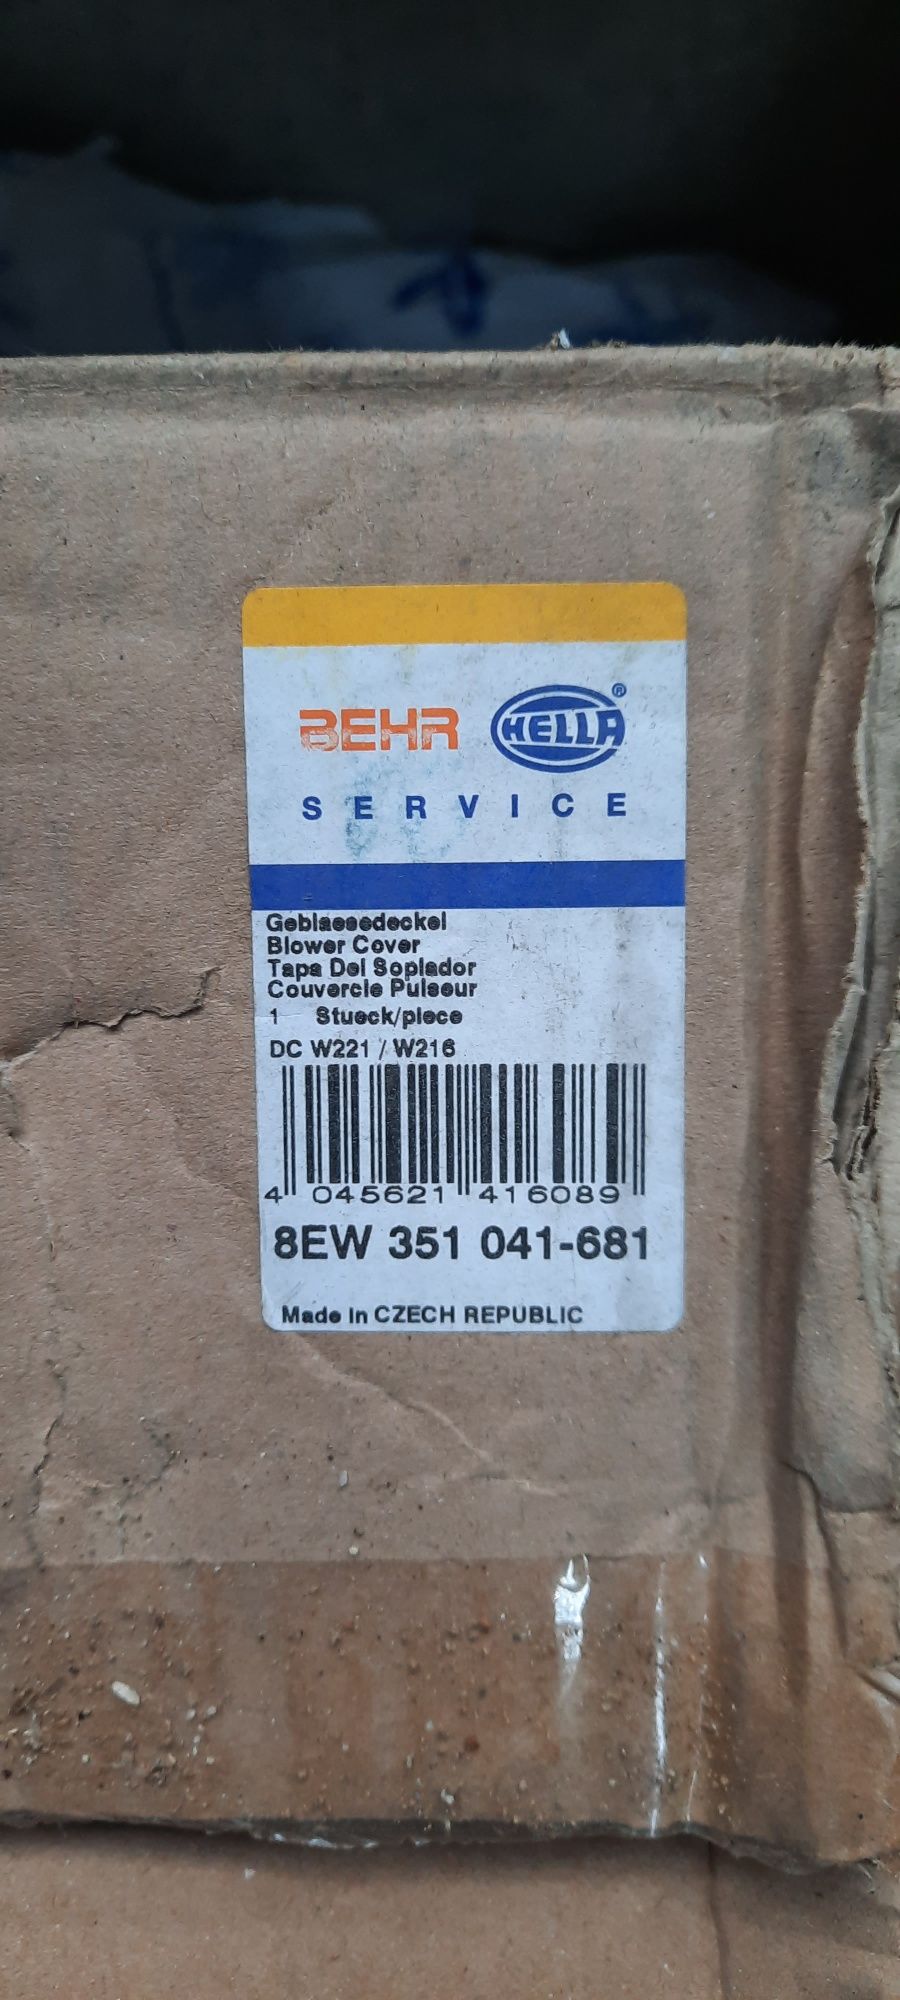 BEHR HELLA®
SERVICE
Geblaesedeckel
Blower Cover
Tapa Del Soplador
Couvercle Pulseur
1 Stueck/piece
DC W221 / W216
4 045621 416089
8EW 351 041-681
Made in CZECH REPUBLIC